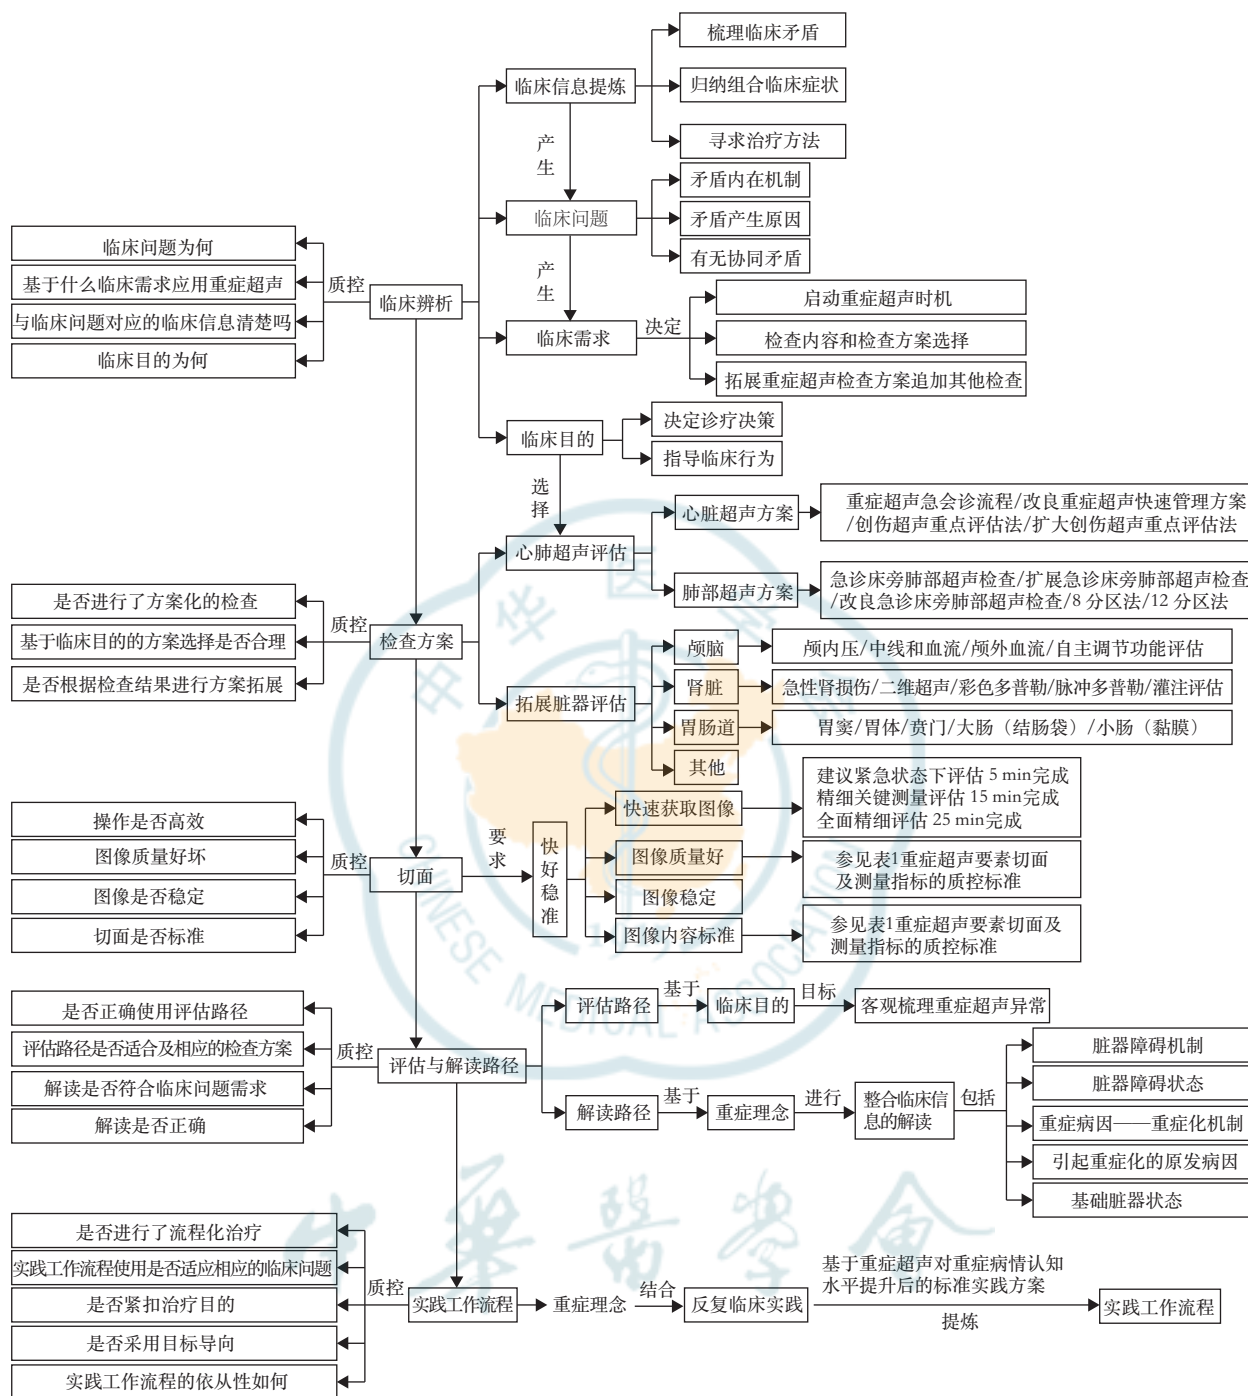 梳理临床矛盾
临床信息提炼
归纳组合临床症状
寻求治疗方法
产生
矛盾内在机制
临床问题
矛盾产生原因
有无协同矛盾
产生
临床问题为何
基于什么临床需求应用重症超声
与临床问题对应的临床信息清楚吗
临床目的为何
质控
临床辨析
临床需求
决定
启动重症超声时机
检查内容和检查方案选择
拓展重症超声检查方案追加其他检查
临床目的
决定诊疗决策
指导临床行为
选择
心肺超声评估
心脏超声方案
重症超声急会诊流程/改良重症超声快速管理方案
/创伤超声重点评估法/扩大创伤超声重点评估法
肺部超声方案
急诊床旁肺部超声检查/扩展急诊床旁肺部超声检查
/改良急诊床旁肺部超声检查/8 分区法/12 分区法
是否进行了方案化的检查
基于临床目的的方案选择是否合理
是否根据检查结果进行方案拓展
质控
检查方案
拓展脏器评估
颅脑
颅内压/中线和血流/颅外血流/自主调节功能评估
肾脏
急性肾损伤/二维超声/彩色多普勒/脉冲多普勒/灌注评估
胃肠道
胃窦/胃体/贲门/大肠（结肠袋）/小肠（黏膜）
其他
操作是否高效
图像质量好坏
图像是否稳定
切面是否标准
质控
切面
要求
快好稳准
快速获取图像
建议紧急状态下评估 5 min完成
精细关键测量评估 15 min完成
全面精细评估 25 min完成
图像质量好
参见表1重症超声要素切面
及测量指标的质控标准
图像稳定
图像内容标准
参见表1重症超声要素切面及
测量指标的质控标准
是否正确使用评估路径
评估路径是否适合及相应的检查方案
解读是否符合临床问题需求
解读是否正确
质控
评估与解读路径
评估路径
基于
临床目的
目标
客观梳理重症超声异常
解读路径
基于
重症理念
进行
整合临床信
息的解读
包括
脏器障碍机制
脏器障碍状态
重症病因——重症化机制
引起重症化的原发病因
基础脏器状态
是否进行了流程化治疗
实践工作流程使用是否适应相应的临床问题
是否紧扣治疗目的
是否采用目标导向
实践工作流程的依从性如何
质控
实践工作流程
重症理念
结合
反复临床实践
基于重症超声对重症病情认知
水平提升后的标准实践方案
提炼
实践工作流程
中华医学会
CHINESE MEDICAL ASSOCIATION
中華醫學會